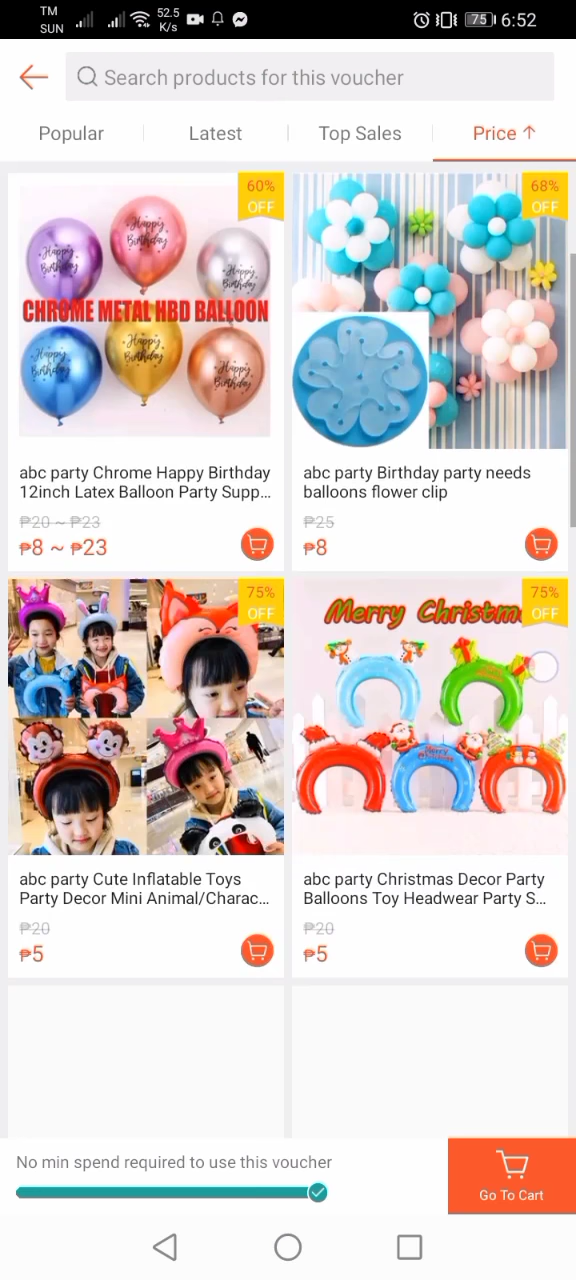 TM
SUN
52.5
K/s
75
6:52
Search products for this voucher
Popular
Latest
Top Sales
Price ↑
60%
OFF
Happy Birthday
Happy Birthday
Happy Birthday
CHROME METAL HBD BALLOON
Happy Birthday
Happy Birthday
Happy Birthday
abc party Chrome Happy Birthday
12inch Latex Balloon Party Supp...
₱20 ~ ₱23
₱8 ~ ₱23
68%
OFF
abc party Birthday party needs
balloons flower clip
₱25
₱8
75%
OFF
abc party Cute Inflatable Toys
Party Decor Mini Animal/Charac...
₱20
₱5
75%
OFF
Merry Christm
abc party Christmas Decor Party
Balloons Toy Headwear Party S...
₱20
₱5
No min spend required to use this voucher
Go To Cart